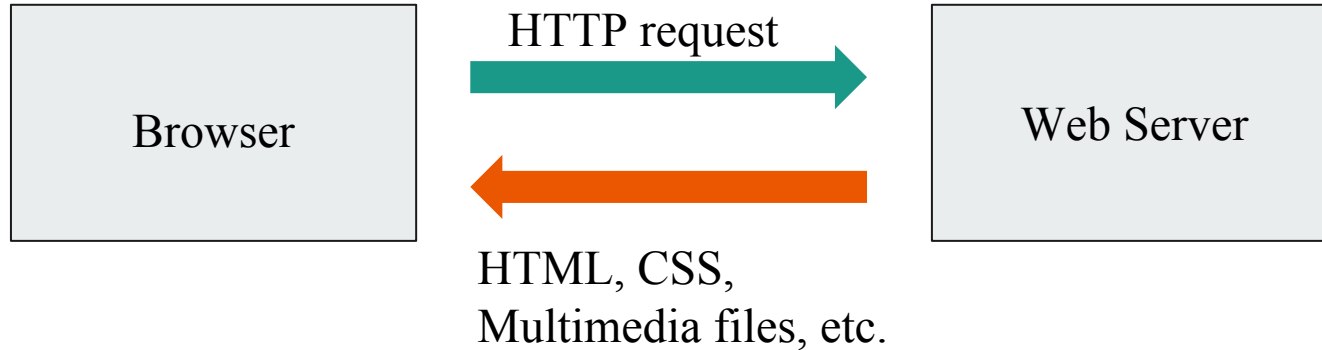 HTTP request
Browser
Web Server
HTML, CSS,
Multimedia files, etc.